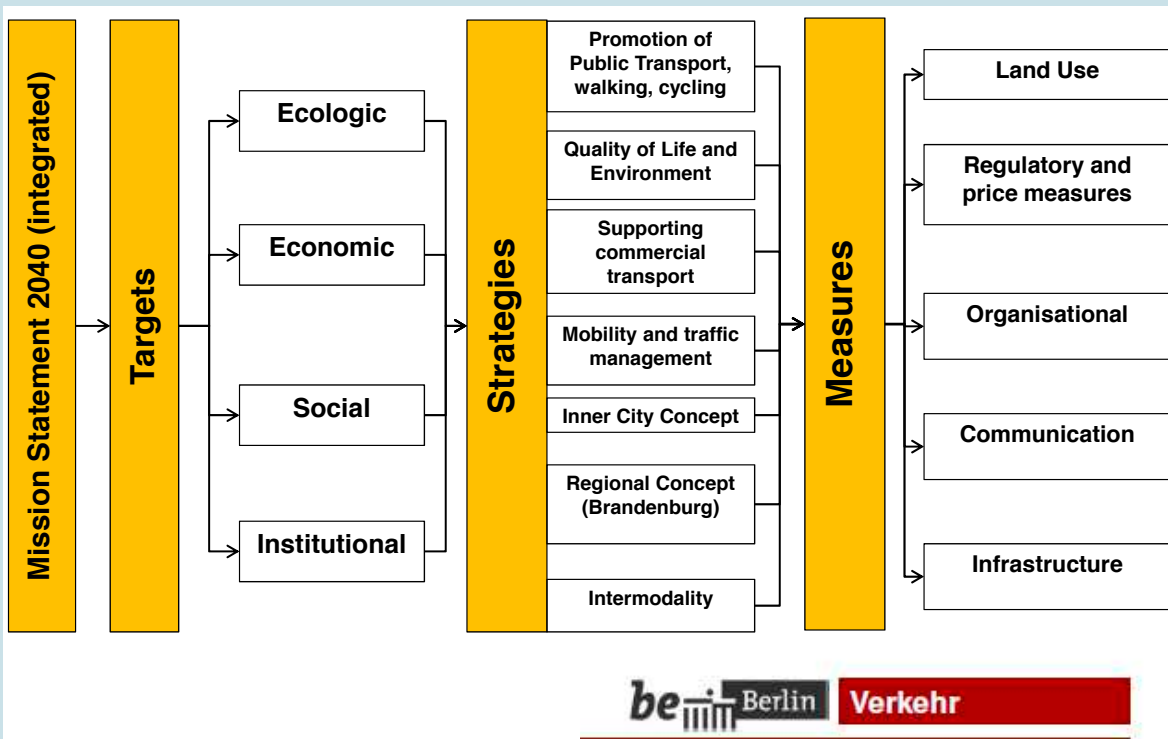 Mission Statement 2040 (integrated)
Targets
Ecologic
Economic
Social
Institutional
Strategies
Promotion of
Public Transport,
walking, cycling
Quality of Life and
Environment
Supporting
commercial
transport
Mobility and traffic
management
Inner City Concept
Regional Concept
(Brandenburg)
Intermodality
Measures
Land Use
Regulatory and
price measures
Organisational
Communication
Infrastructure
be Berlin Verkehr